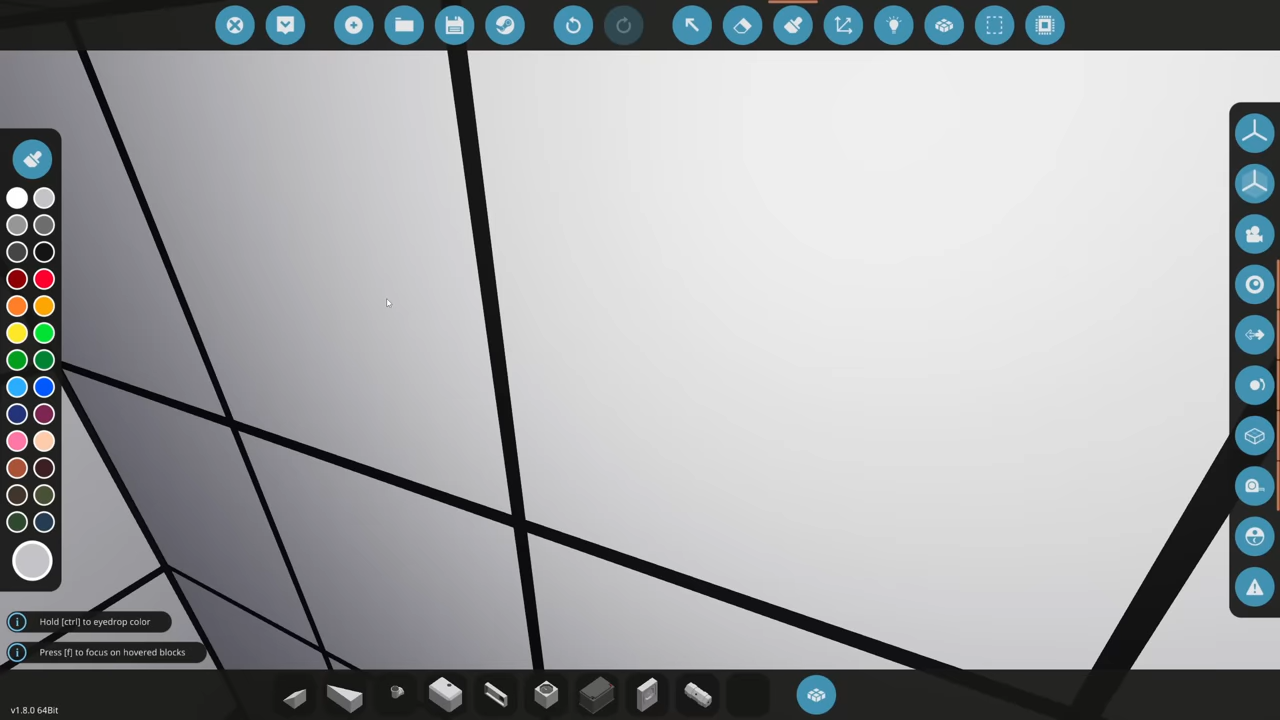 Hold [ctrl] to eyedrop color
Press [f] to focus on hovered blocks
v1.8.0 64Bit